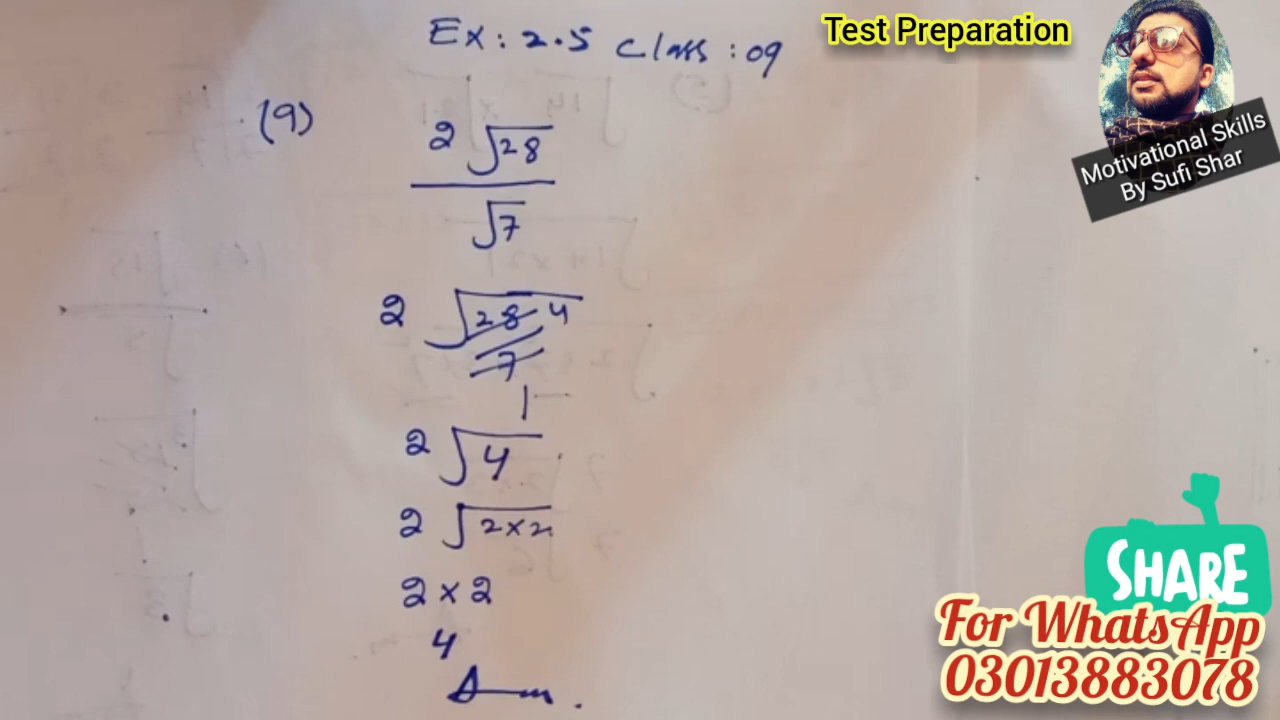 Ex: 2.5 Class: 09
Test Preparation
Motivational Skills
By Sufi Shar
(9)
2 √28
√7
2 √28 4
7
1
2 √4
2 √2×2
2 × 2
4
Ans.
SHARE
For WhatsApp
03013883078